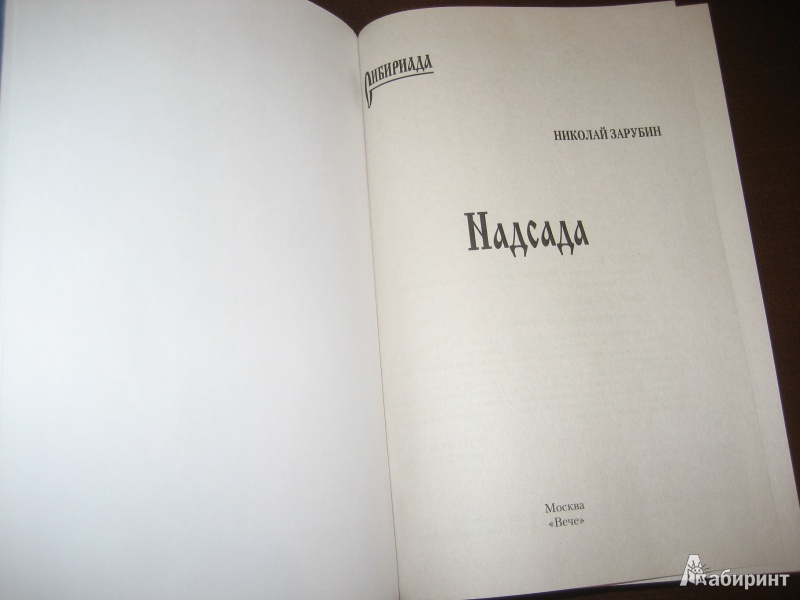 Сибириада
НИКОЛАЙ ЗАРУБИН
Надсада
Москва
«Вече»
Лабиринт